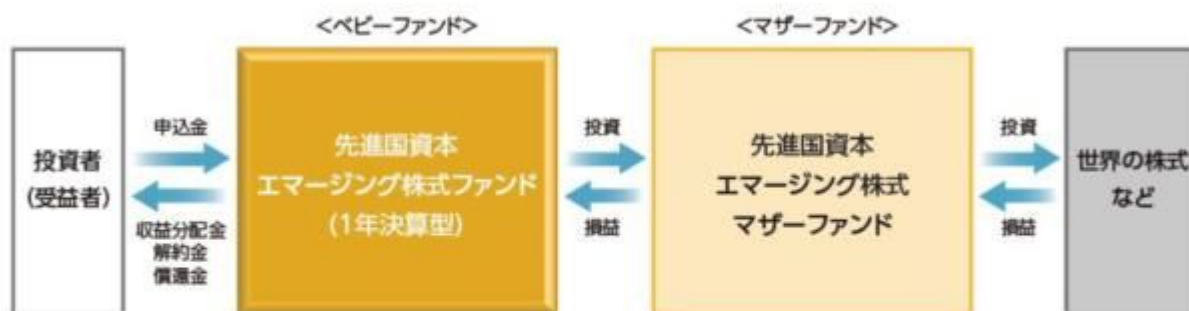 <ベビーファンド>
<マザーファンド>
投資者
(受益者)
申込金
収益分配金
解約金
償還金
先進国資本
エマージング株式ファンド
(1年決算型)
投資
損益
先進国資本
エマージング株式
マザーファンド
投資
損益
世界の株式
など